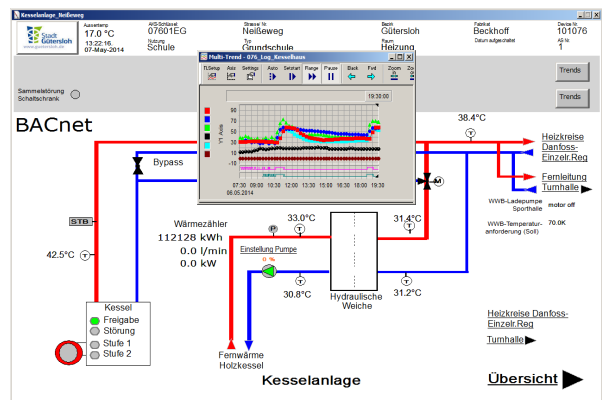 Kesselanlage_Neißeweg
Stadt
Gütersloh
www.guetersloh.de
Aussentemp
17.0 °C
13:22:16
07-May-2014
AKS-Schlüssel
07601EG
Nutzung
Schule
Strasse/ Nr.
Neißeweg
Typ
Grundschule
Bezirk
Gütersloh
Raum
Heizung
Fabrikat
Beckhoff
Datum aufgeschaltet
Device Nr.
101076
AS-Nr.
1
Sammelstörung
Schaltschrank
Trends
Trends
Multi-Trend - 076_Log_Kesselhaus
TLSetup Axis Settings Auto Setstart Range Pause Back Fwd Zoom
19:30:00
Y1 Axis
90
70
50
30
10
-10
07:30 09:00 10:30 12:00 13:30 15:00 16:30 18:00 19:30
06.05.2014
BACnet
38.4°C
T
Heizkreise
Danfoss-
Einzelr.Reg
Fernleitung
Turnhalle
Bypass
M
WWB-Ladepumpe
Sporthalle
motor off
WWB-Temperatur-
anforderung (Soll)
70.0K
STB
42.5°C
T
Wärmezähler
112128 kWh
0.0 l/min
0.0 kW
P
33.0°C
T
31.4°C
T
Einstellung Pumpe
0 %
T
30.8°C
T
31.2°C
Hydraulische
Weiche
Kessel
Freigabe
Störung
Stufe 1
Stufe 2
Fernwärme
Holzkessel
Heizkreise Danfoss-
Einzelr.Reg
Turnhalle
Kesselanlage
Übersicht